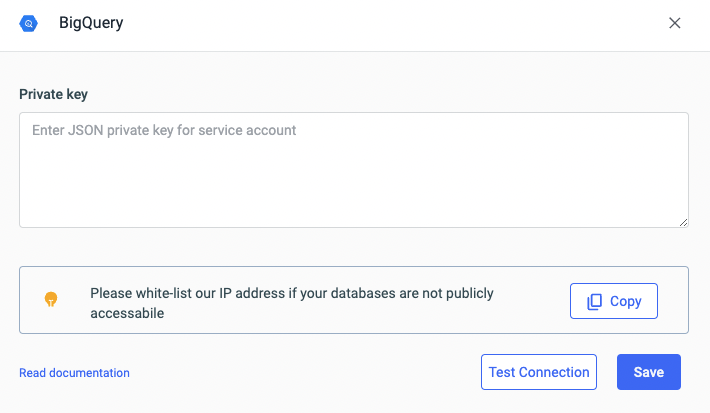 BigQuery
Private key
Enter JSON private key for service account
Please white-list our IP address if your databases are not publicly
accessabile
Copy
Read documentation
Test Connection
Save